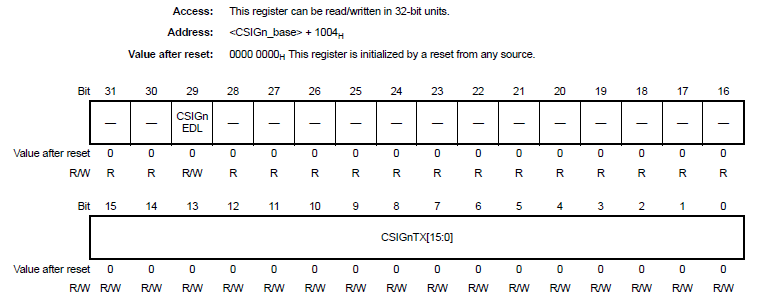 Access: This register can be read/written in 32-bit units.
Address: <CSIGn_base> + 1004H
Value after reset: 0000 0000H This register is initialized by a reset from any source.
Bit 31 30 29 28 27 26 25 24 23 22 21 20 19 18 17 16
— — CSIGn EDL — — — — — — — — — — — — —
Value after reset 0 0 0 0 0 0 0 0 0 0 0 0 0 0 0 0
R/W R R R/W R R R R R R R R R R R R R
Bit 15 14 13 12 11 10 9 8 7 6 5 4 3 2 1 0
CSIGnTX[15:0]
Value after reset 0 0 0 0 0 0 0 0 0 0 0 0 0 0 0 0
R/W R/W R/W R/W R/W R/W R/W R/W R/W R/W R/W R/W R/W R/W R/W R/W R/W